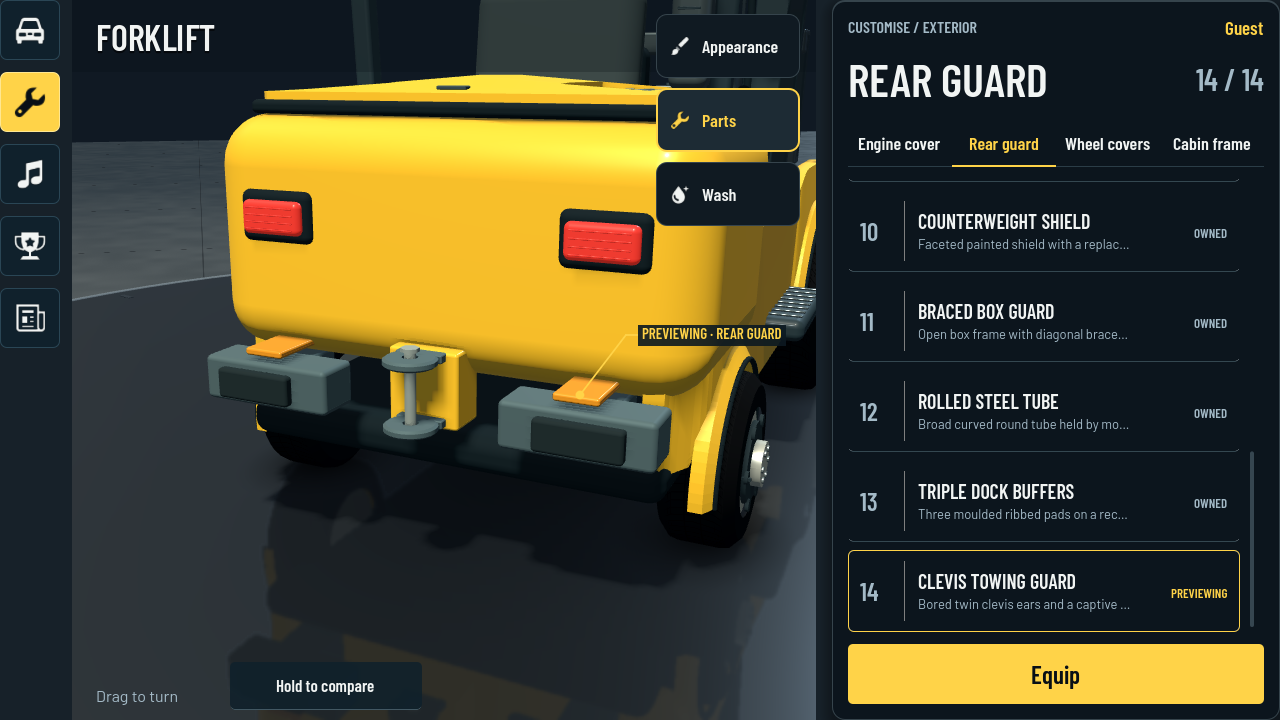 FORKLIFT
Appearance
Parts
Wash
PREVIEWING · REAR GUARD
Drag to turn
Hold to compare
CUSTOMISE / EXTERIOR
Guest
REAR GUARD
14 / 14
Engine cover
Rear guard
Wheel covers
Cabin frame
10
COUNTERWEIGHT SHIELD
Faceted painted shield with a replac...
OWNED
11
BRACED BOX GUARD
Open box frame with diagonal brace...
OWNED
12
ROLLED STEEL TUBE
Broad curved round tube held by mo...
OWNED
13
TRIPLE DOCK BUFFERS
Three moulded ribbed pads on a rec...
OWNED
14
CLEVIS TOWING GUARD
Bored twin clevis ears and a captive ...
PREVIEWING
Equip